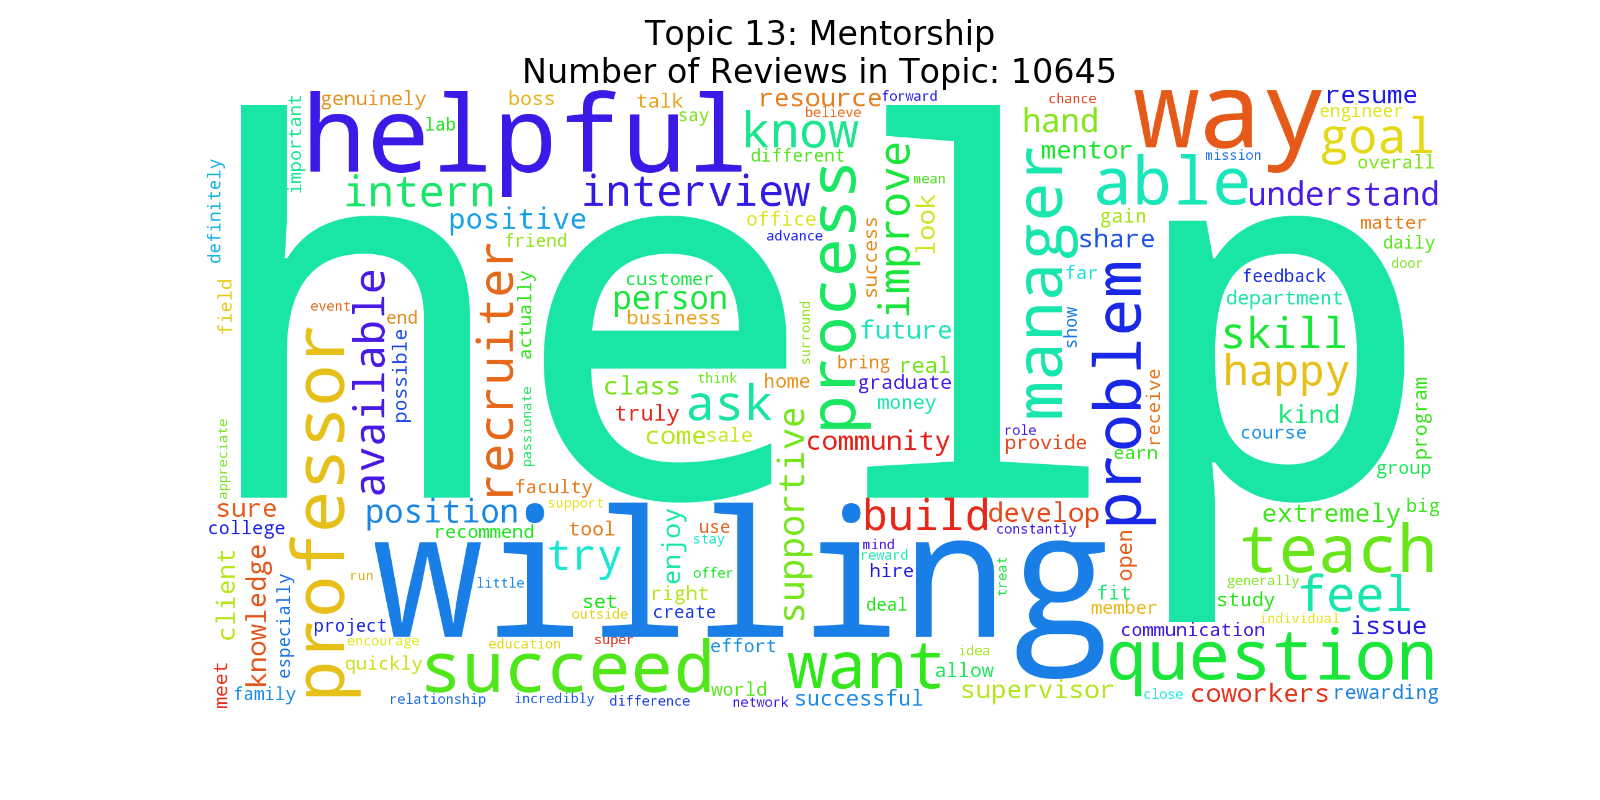 Topic 13: Mentorship
Number of Reviews in Topic: 10645
help
willing
helpful
way
genuinely
boss
talk
resource
forward
chance
resume
important
lab
say
know
believe
hand
engineer
goal
different
mentor
mission
overall
definitely
intern
interview
process
improve
mean
manager
able
understand
positive
office
look
gain
matter
friend
advance
success
share
daily
field
event
available
recruiter
actually
customer
person
business
surround
future
far
show
problem
feedback
department
door
end
possible
skill
professor
class
think
home
bring
real
graduate
happy
truly
ask
money
receive
kind
program
appreciate
passionate
come
sale
supportive
community
role
provide
earn
course
group
sure
faculty
position
support
build
develop
extremely
big
college
recommend
tool
enjoy
use
stay
constantly
open
teach
client
knowledge
especially
run
try
little
offer
mind
reward
hire
treat
generally
feel
set
right
fit
outside
create
deal
member
study
individual
project
encourage
education
super
effort
communication
issue
quickly
succeed
want
idea
allow
question
meet
family
relationship
incredibly
difference
world
network
successful
supervisor
close
coworkers
rewarding